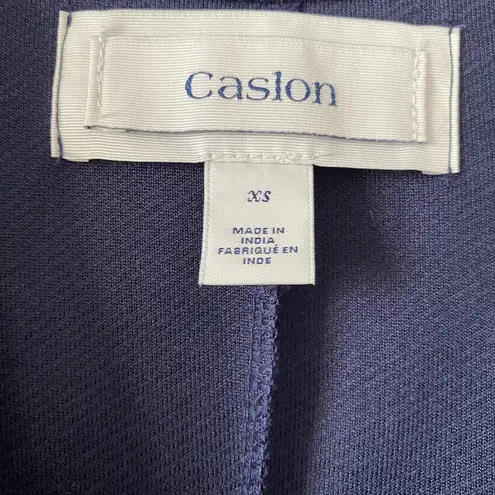 Caslon
xs
MADE IN
INDIA
FABRIQUÉ EN
INDE